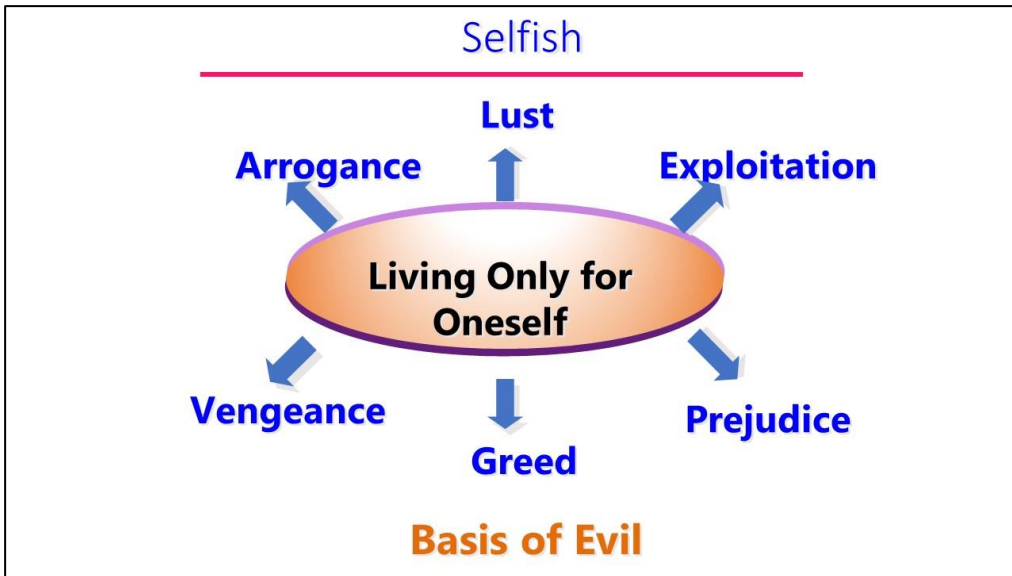 Selfish
Lust
Arrogance
Exploitation
Living Only for
Oneself
Vengeance
Prejudice
Greed
Basis of Evil